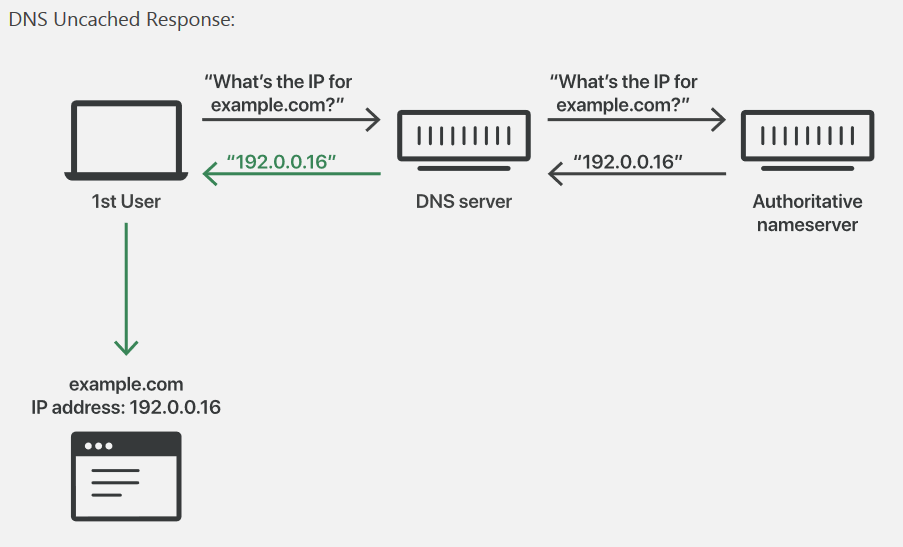 DNS Uncached Response:
“What’s the IP for
example.com?”
“What’s the IP for
example.com?”
“192.0.0.16”
“192.0.0.16”
1st User
DNS server
Authoritative
nameserver
example.com
IP address: 192.0.0.16